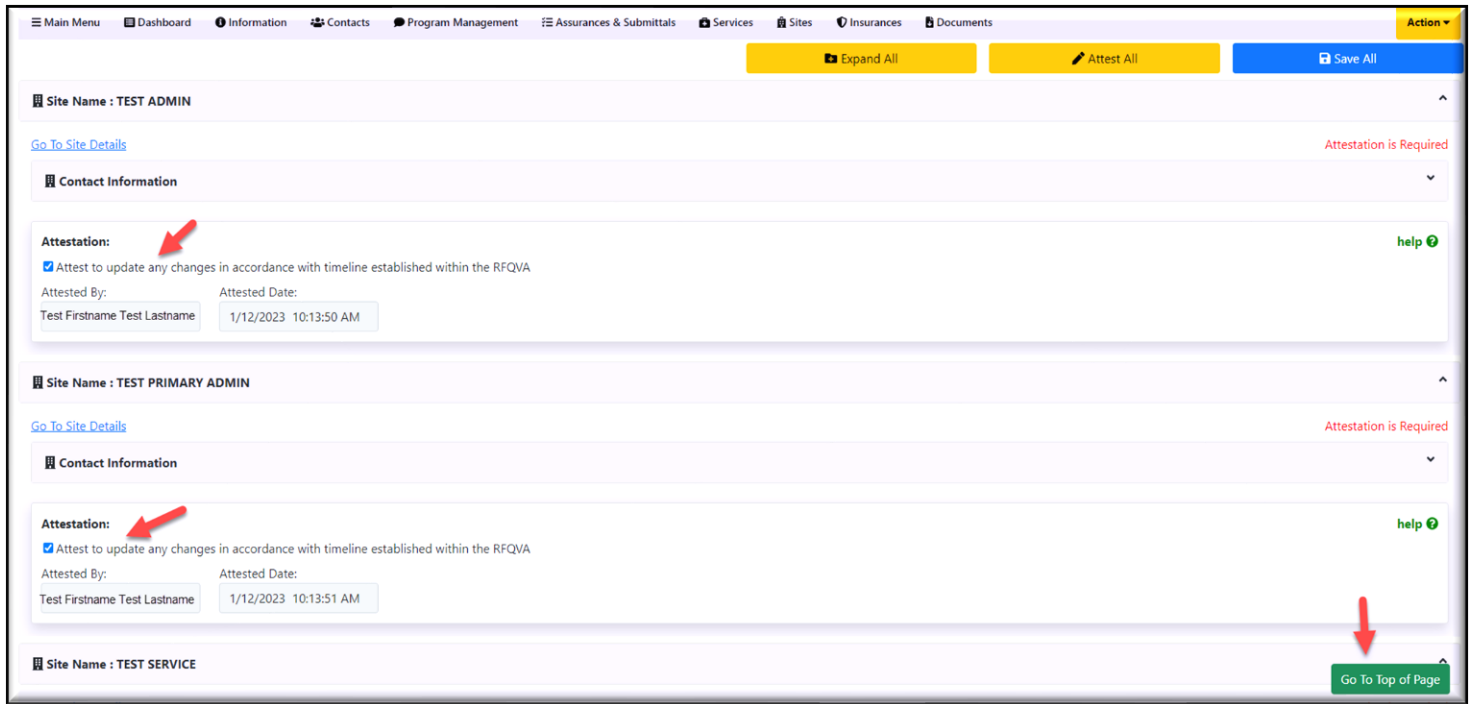 Main Menu Dashboard Information Contacts Program Management Assurances & Submittals Services Sites Insurances Documents Action
Expand All Attest All Save All
Site Name : TEST ADMIN
Go To Site Details Attestation is Required
Contact Information
Attestation: help
Attest to update any changes in accordance with timeline established within the RFQVA
Attested By: Attested Date:
Test Firstname Test Lastname 1/12/2023 10:13:50 AM
Site Name : TEST PRIMARY ADMIN
Go To Site Details Attestation is Required
Contact Information
Attestation: help
Attest to update any changes in accordance with timeline established within the RFQVA
Attested By: Attested Date:
Test Firstname Test Lastname 1/12/2023 10:13:51 AM
Site Name : TEST SERVICE
Go To Top of Page